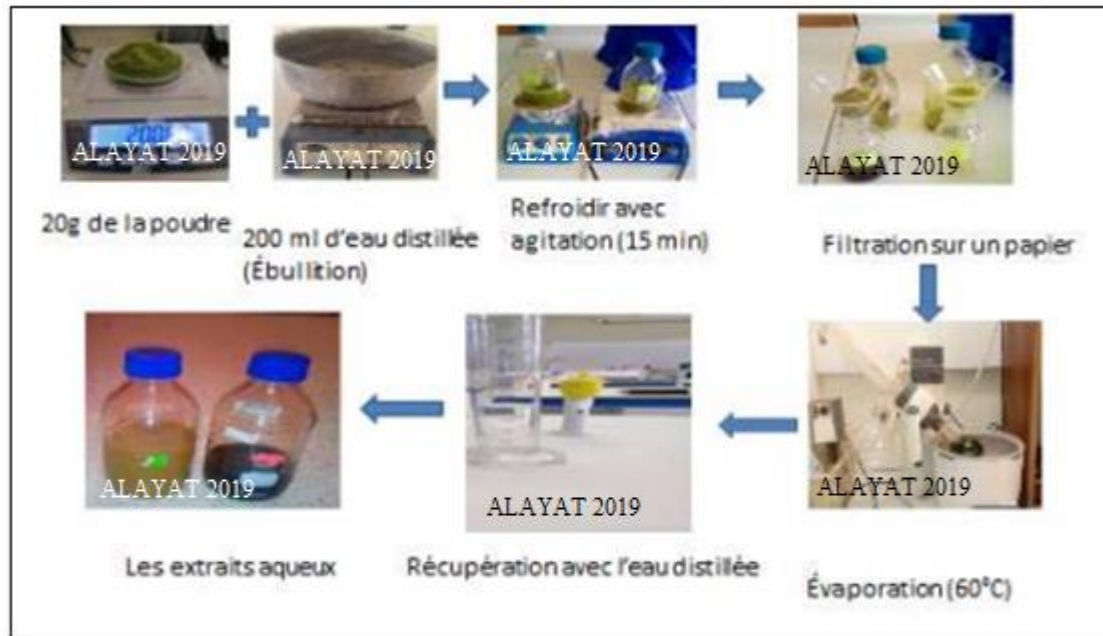 ALAYAT 2019
ALAYAT 2019
ALAYAT 2019
ALAYAT 2019
20g de la poudre
200 ml d'eau distillée
(Ébullition)
Refroidir avec
agitation (15 min)
Filtration sur un papier
ALAYAT 2019
ALAYAT 2019
ALAYAT 2019
Les extraits aqueux
Récupération avec l'eau distillée
Évaporation (60°C)